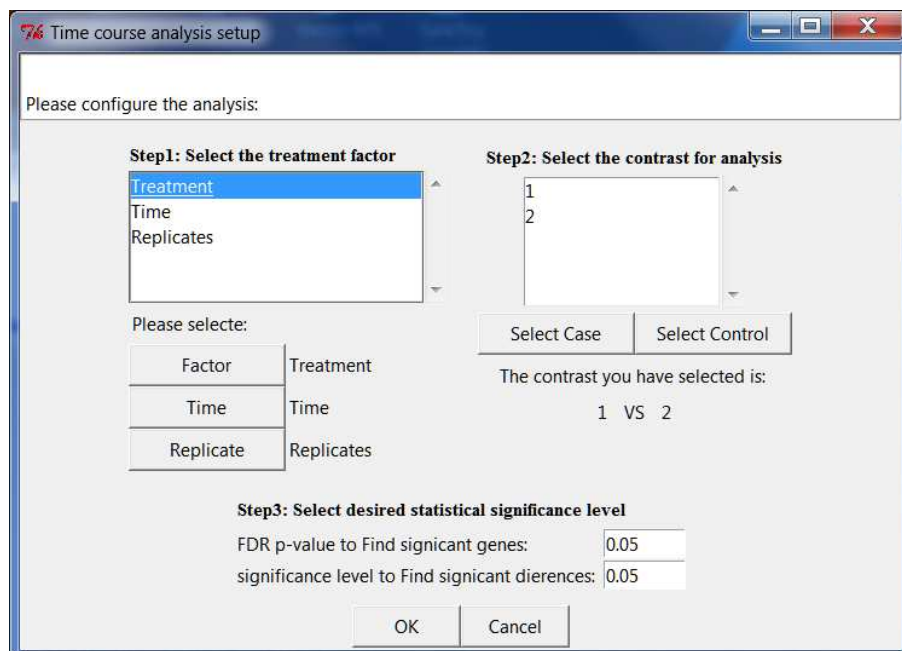 Time course analysis setup
Please configure the analysis:
Step1: Select the treatment factor
Treatment
Time
Replicates
Please selecte:
Factor Treatment
Time Time
Replicate Replicates
Step2: Select the contrast for analysis
1
2
Select Case Select Control
The contrast you have selected is:
1 VS 2
Step3: Select desired statistical significance level
FDR p-value to Find signicant genes: 0.05
significance level to Find signicant dierences: 0.05
OK Cancel